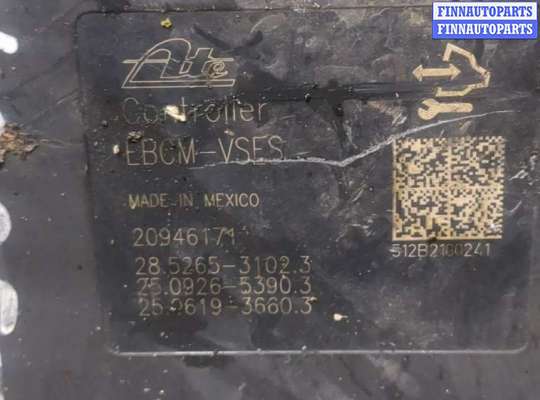 FINNAUTOPARTS
FINNAUTOPARTS
Ate
Controller
EBCM-VSES
MADE IN MEXICO
20946171
28.5265-3102.3
25.0926-5390.3
25.0619-3660.3
512B2100241